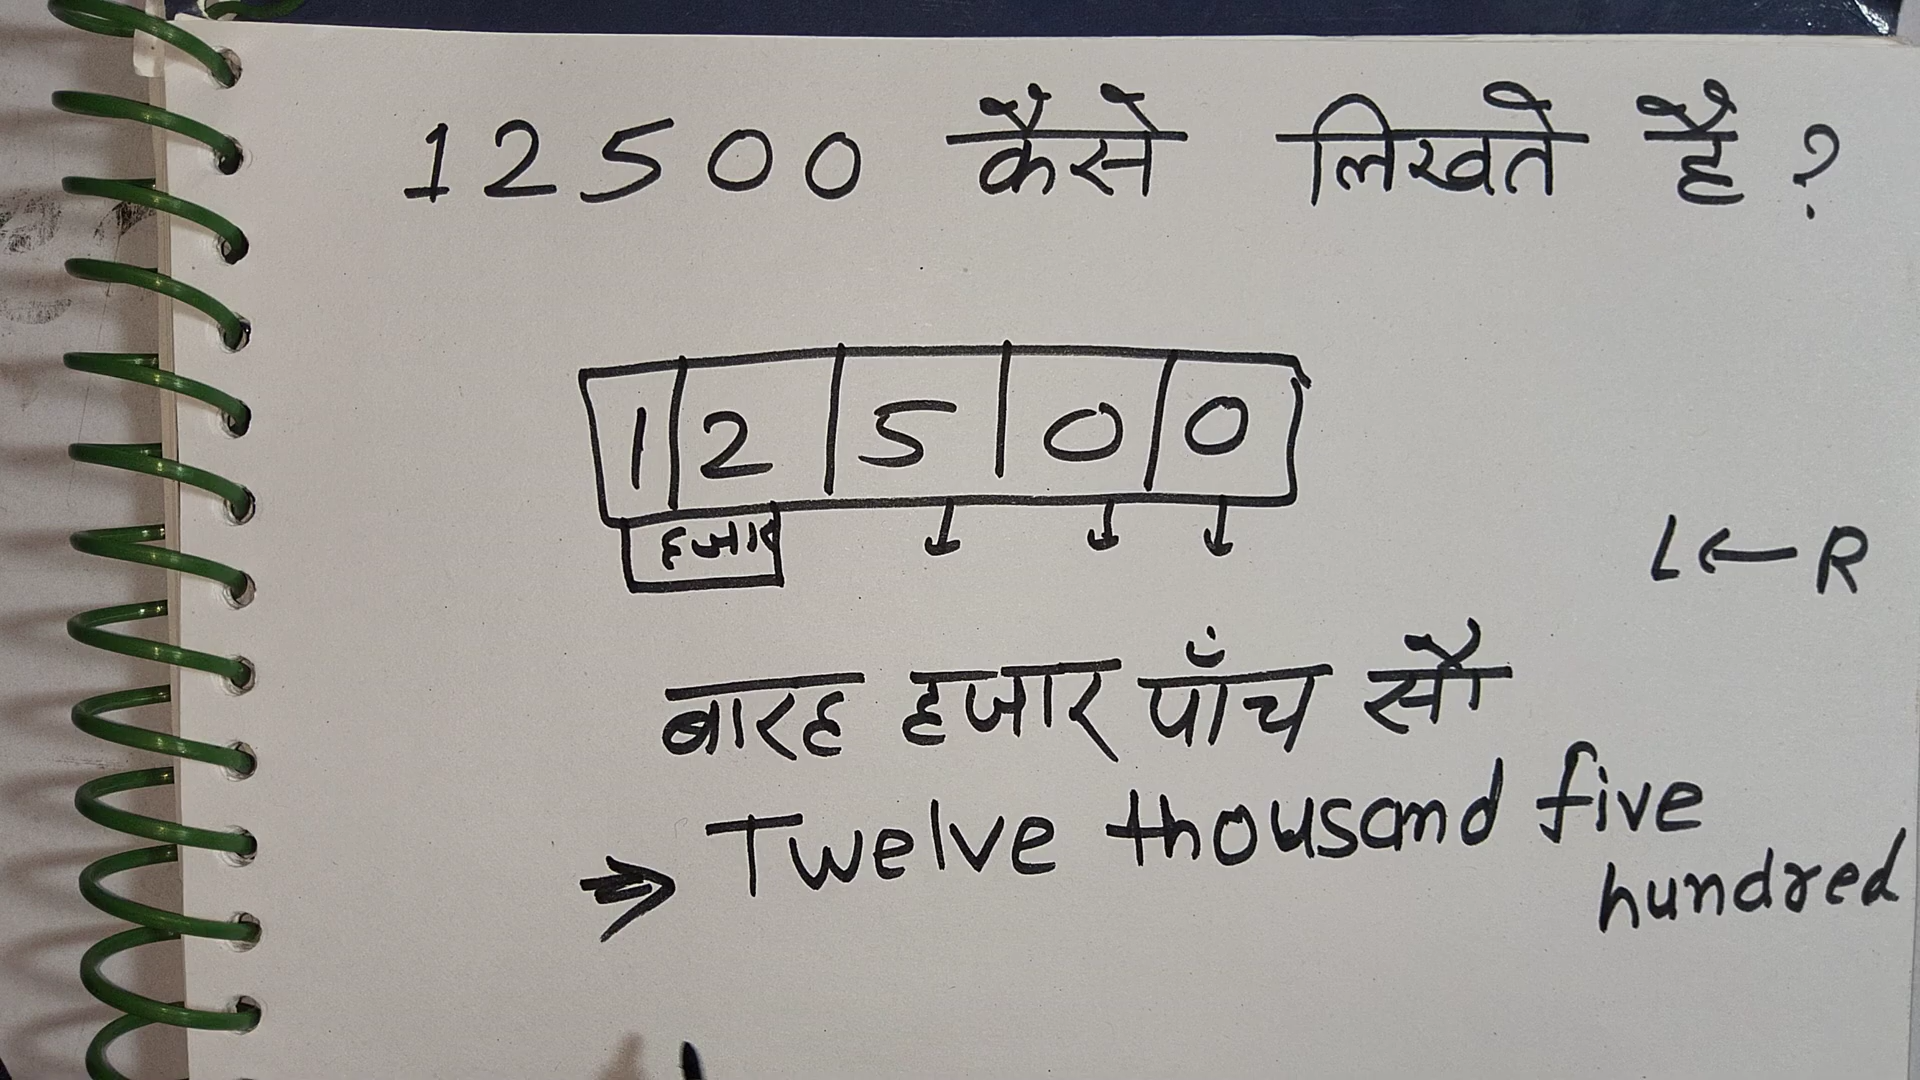 12500 कैसे लिखते है ?
1 2 5 0 0
हजार
L ← R
बारह हजार पाँच सौ
⇒ Twelve thousand five
hundred